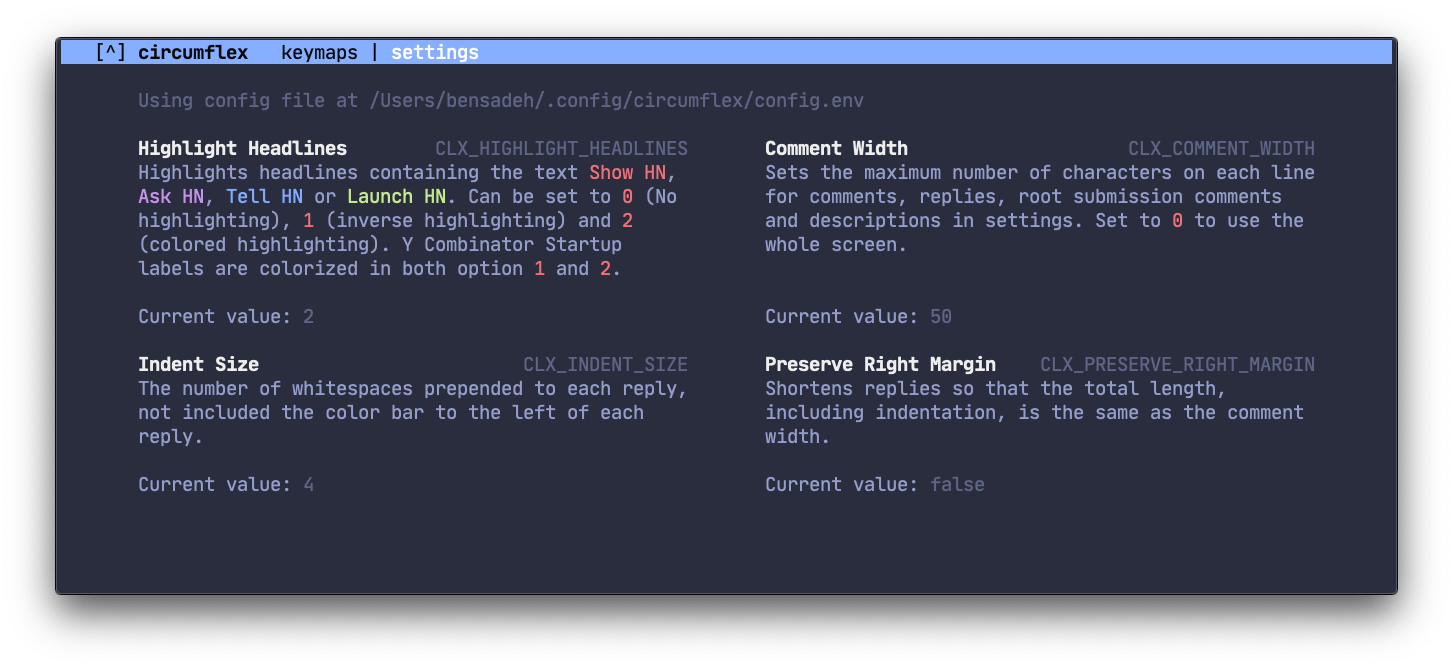 [^] circumflex keymaps | settings
Using config file at /Users/bensadeh/.config/circumflex/config.env
Highlight Headlines CLX_HIGHLIGHT_HEADLINES
Highlights headlines containing the text Show HN,
Ask HN, Tell HN or Launch HN. Can be set to 0 (No
highlighting), 1 (inverse highlighting) and 2
(colored highlighting). Y Combinator Startup
labels are colorized in both option 1 and 2.
Current value: 2
Comment Width CLX_COMMENT_WIDTH
Sets the maximum number of characters on each line
for comments, replies, root submission comments
and descriptions in settings. Set to 0 to use the
whole screen.
Current value: 50
Indent Size CLX_INDENT_SIZE
The number of whitespaces prepended to each reply,
not included the color bar to the left of each
reply.
Current value: 4
Preserve Right Margin CLX_PRESERVE_RIGHT_MARGIN
Shortens replies so that the total length,
including indentation, is the same as the comment
width.
Current value: false